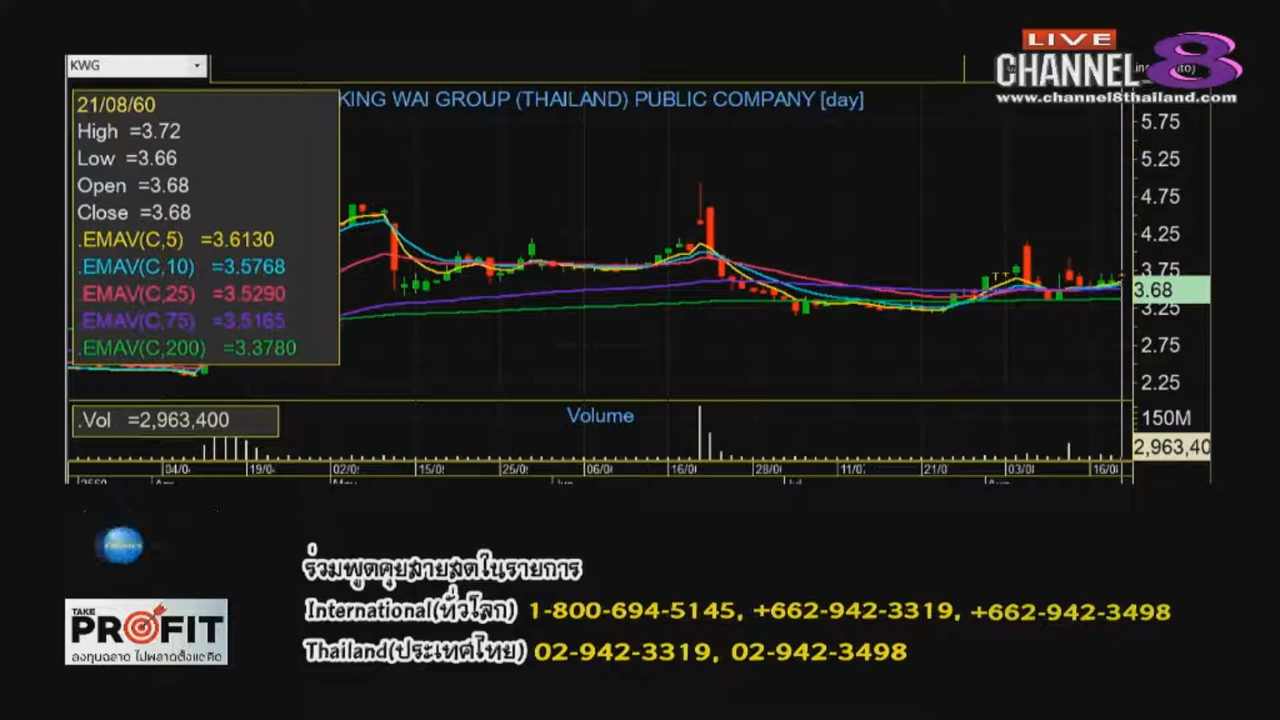 LIVE
CHANNEL 8
www.channel8thailand.com
KWG
KING WAI GROUP (THAILAND) PUBLIC COMPANY [day]
21/08/60
High =3.72
Low =3.66
Open =3.68
Close =3.68
.EMAV(C,5) =3.6130
.EMAV(C,10) =3.5768
.EMAV(C,25) =3.5290
.EMAV(C,75) =3.5165
.EMAV(C,200) =3.3780
5.75
5.25
4.75
4.25
3.75
3.68
3.25
2.75
2.25
.Vol =2,963,400
Volume
150M
2,963,40
04/0 19/0 02/0 15/0 25/0 06/0 16/0 28/0 11/0 21/0 03/0 16/0
ร่วมพูดคุยสายสดในรายการ
International(ทั่วโลก) 1-800-694-5145, +662-942-3319, +662-942-3498
Thailand(ประเทศไทย) 02-942-3319, 02-942-3498
TAKE
PROFIT
ลงทุนฉลาด ไม่พลาดตั้งแต่คิด